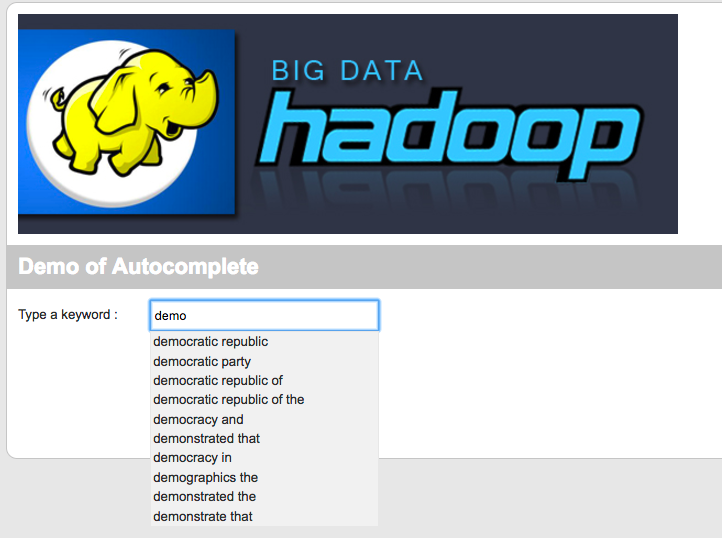 BIG DATA
hadoop
Demo of Autocomplete
Type a keyword :
demo
democratic republic
democratic party
democratic republic of
democratic republic of the
democracy and
demonstrated that
democracy in
demographics the
demonstrated the
demonstrate that